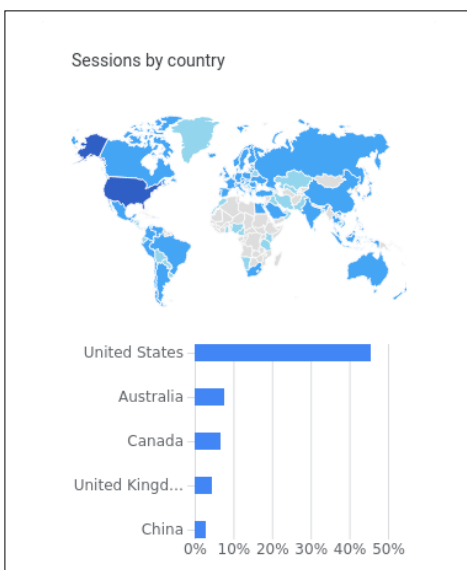 Sessions by country
United States
Australia
Canada
United Kingd...
China
0% 10% 20% 30% 40% 50%